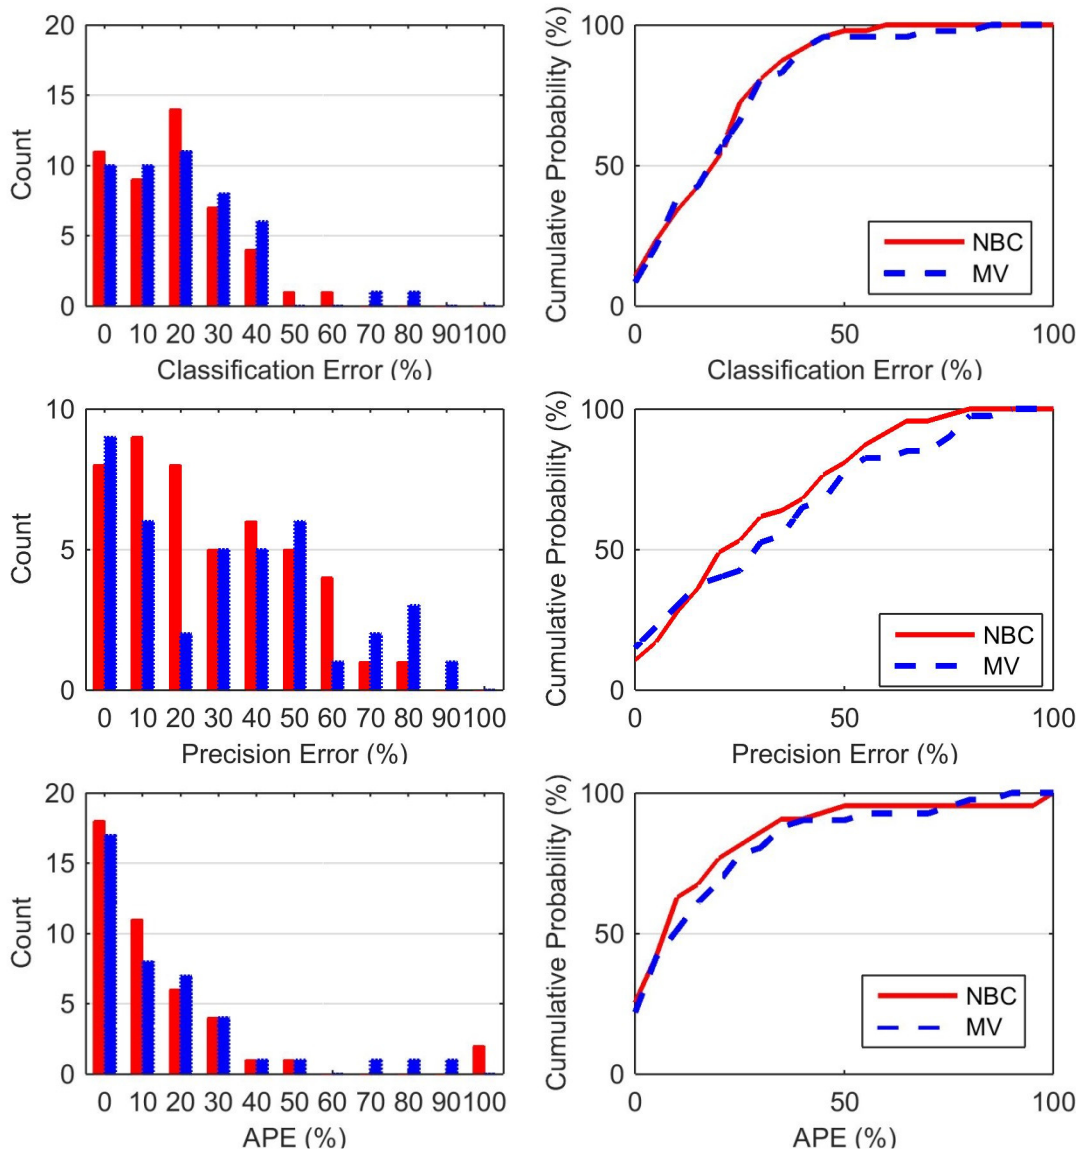 20
15
10
5
0
Count
0 10 20 30 40 50 60 70 80 90 100
Classification Error (%)
100
50
0
Cumulative Probability (%)
NBC
MV
0 50 100
Classification Error (%)
10
5
0
Count
0 10 20 30 40 50 60 70 80 90 100
Precision Error (%)
100
50
0
Cumulative Probability (%)
NBC
MV
0 50 100
Precision Error (%)
20
15
10
5
0
Count
0 10 20 30 40 50 60 70 80 90 100
APE (%)
100
50
0
Cumulative Probability (%)
NBC
MV
0 50 100
APE (%)